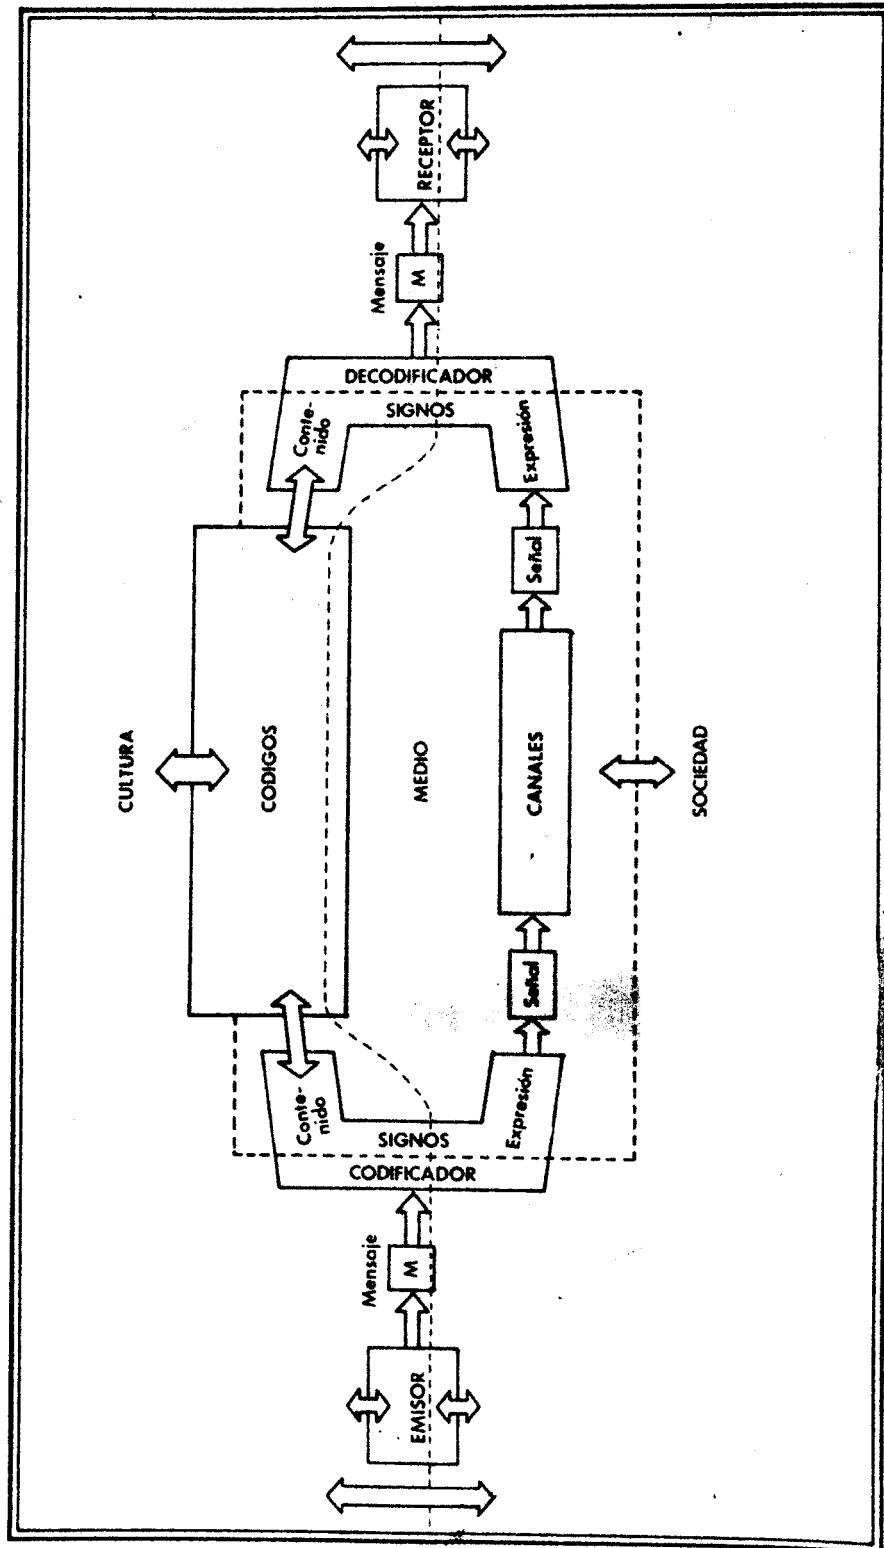 CULTURA
CODIGOS
Conte-
nido
Conte-
nido
Mensaje
Mensaje
EMISOR
M
CODIFICADOR
SIGNOS
MEDIO
SIGNOS
DECODIFICADOR
M
RECEPTOR
Expresión
Señal
CANALES
Señal
Expresión
SOCIEDAD